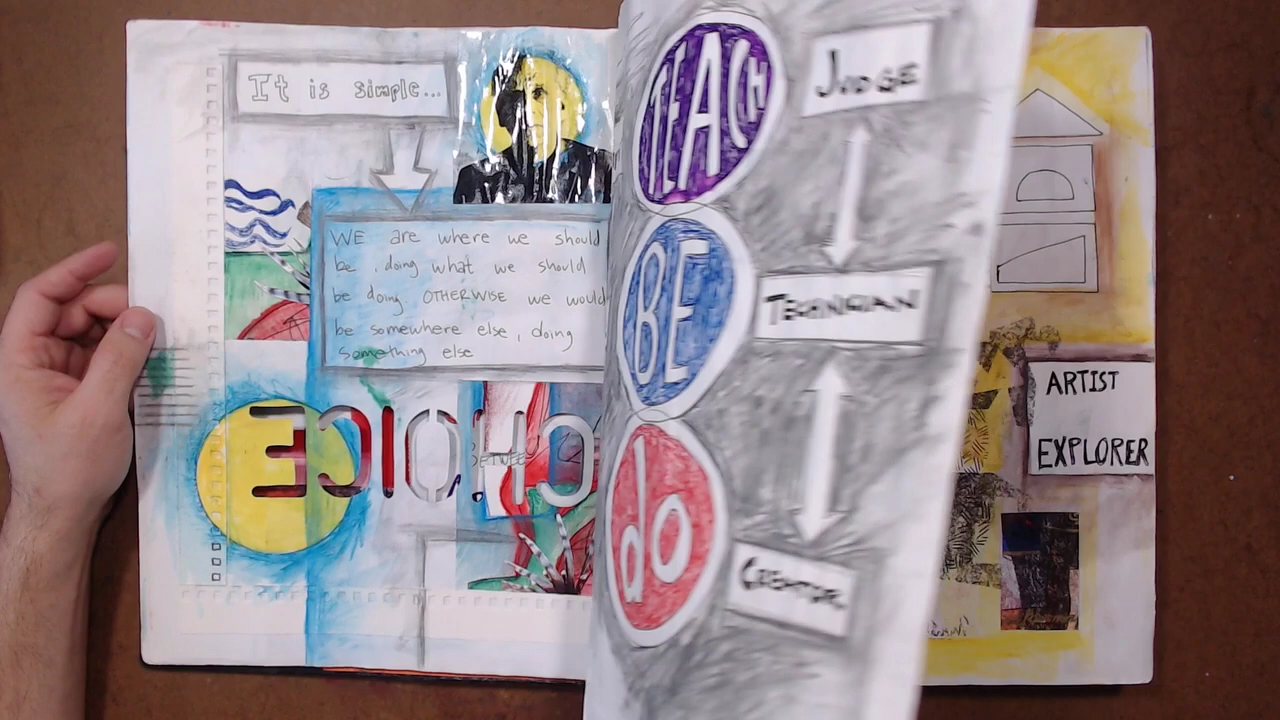 It is simple...
WE are where we should
be, doing what we should
be doing. OTHERWISE we would
be somewhere else, doing
something else
CHOICE
BETWEEN
TEACH
BE
do
JUDGE
TECHNICIAN
CREATOR
ARTIST
EXPLORER